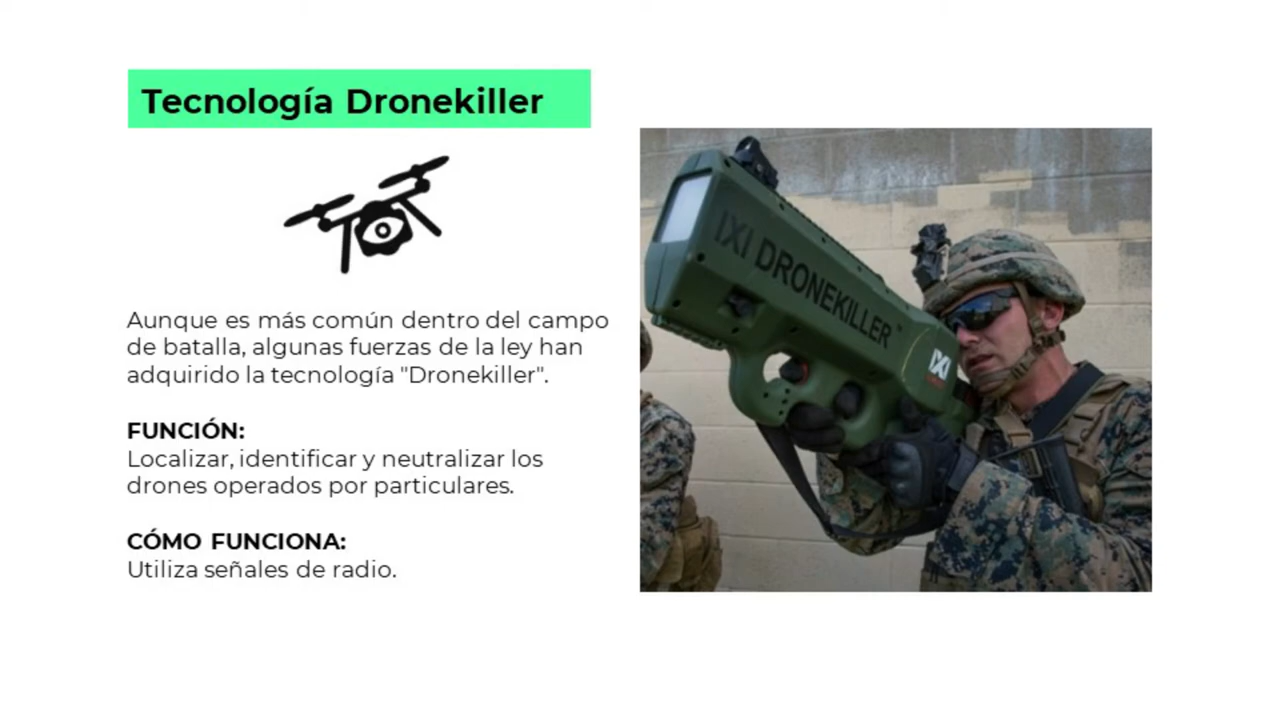 Tecnología Dronekiller
Aunque es más común dentro del campo
de batalla, algunas fuerzas de la ley han
adquirido la tecnología "Dronekiller".
FUNCIÓN:
Localizar, identificar y neutralizar los
drones operados por particulares.
CÓMO FUNCIONA:
Utiliza señales de radio.
IXI DRONEKILLER
IXI